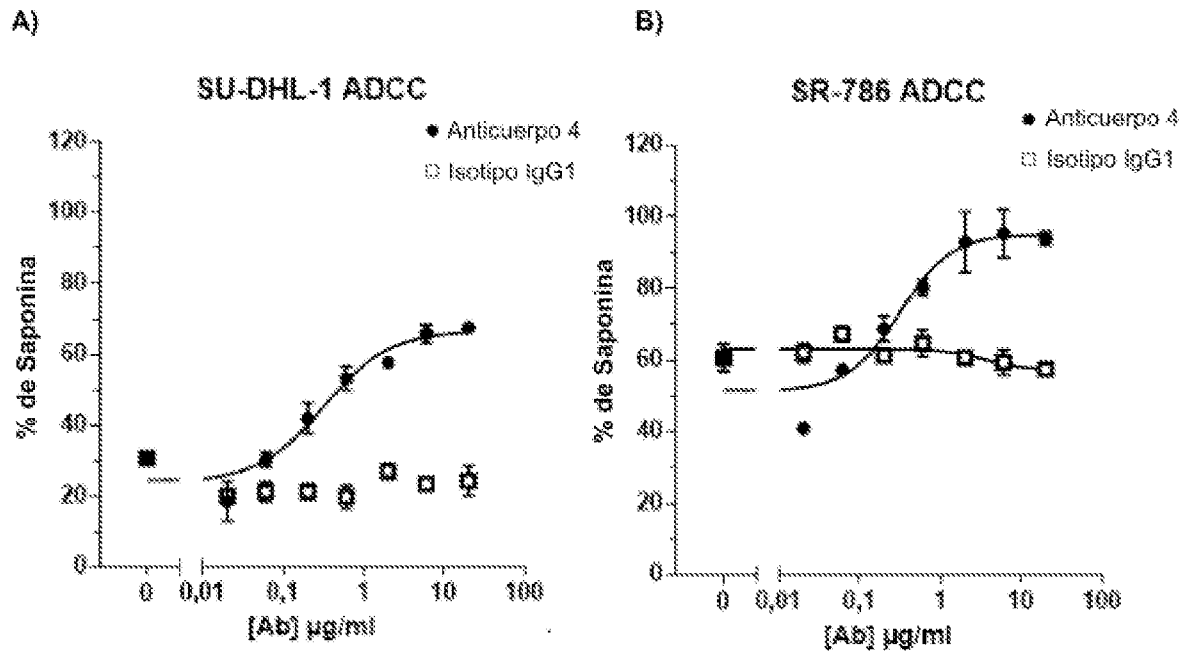 A)
SU-DHL-1 ADCC
Anticuerpo 4
Isotipo IgG1
% de Saponina
120
100
80
60
40
20
0
0 0,01 0,1 1 10 100
[Ab] µg/ml
B)
SR-786 ADCC
Anticuerpo 4
Isotipo IgG1
% de Saponina
120
100
80
60
40
20
0
0 0,01 0,1 1 10 100
[Ab] µg/ml